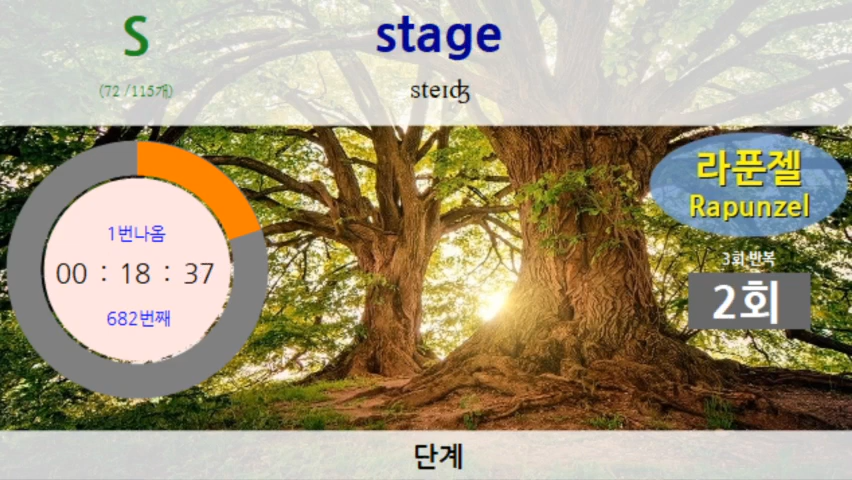 S
stage
(72 /115개)
steɪʤ
라푼젤
Rapunzel
1번나옴
00 : 18 : 37
682번째
3회 반복
2회
단계